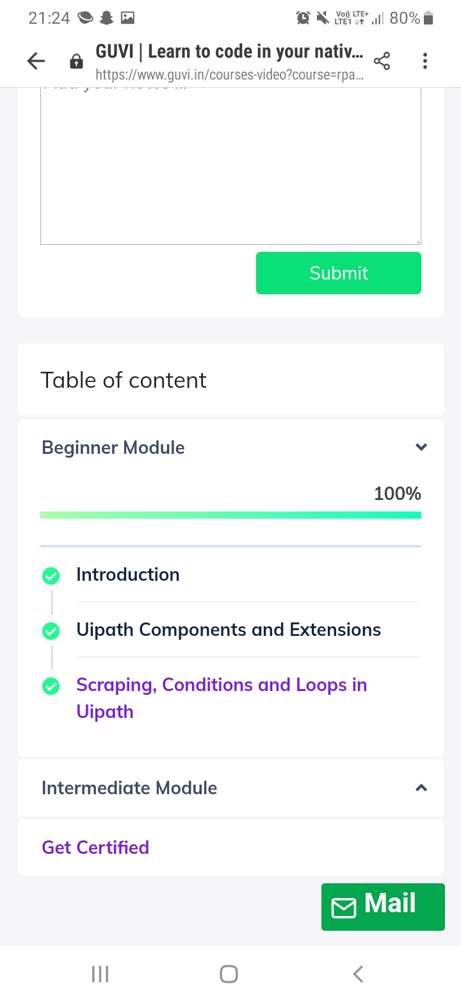 21:24
Vo)) LTE+
LTE1
80%
GUVI | Learn to code in your nativ...
https://www.guvi.in/courses-video?course=rpa...
Submit
Table of content
Beginner Module
100%
Introduction
Uipath Components and Extensions
Scraping, Conditions and Loops in
Uipath
Intermediate Module
Get Certified
Mail